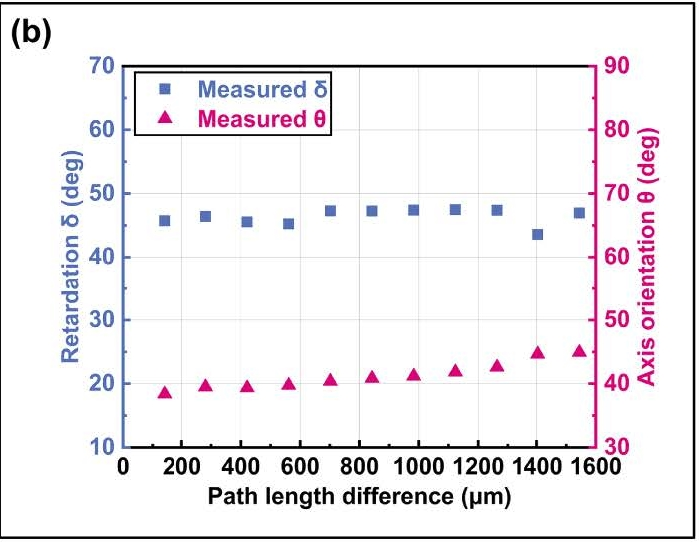 (b)
70
60
50
40
30
20
10
Retardation δ (deg)
Measured δ
Measured θ
90
80
70
60
50
40
30
Axis orientation θ (deg)
0 200 400 600 800 1000 1200 1400 1600
Path length difference (μm)